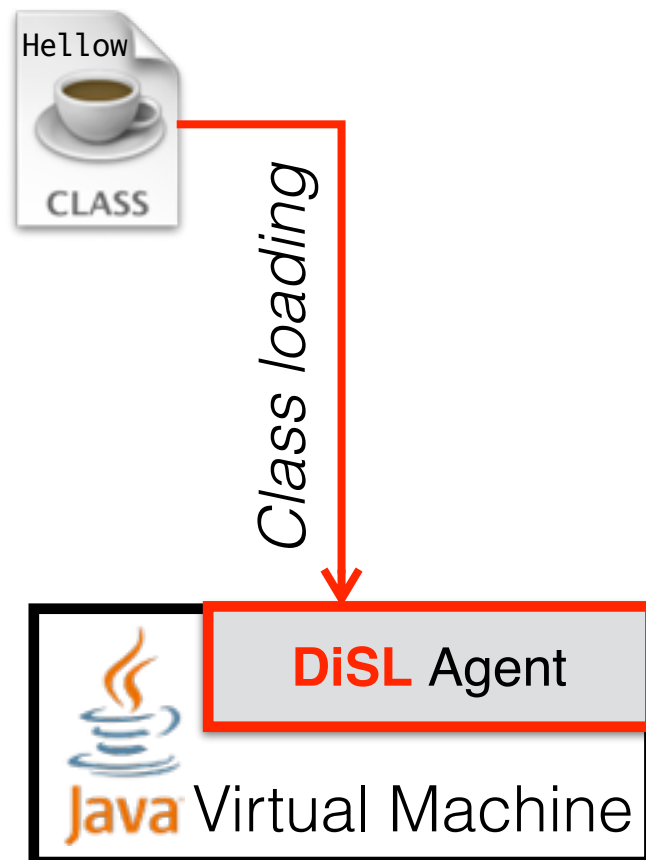 Hellow
CLASS
Class loading
DiSL Agent
Java Virtual Machine